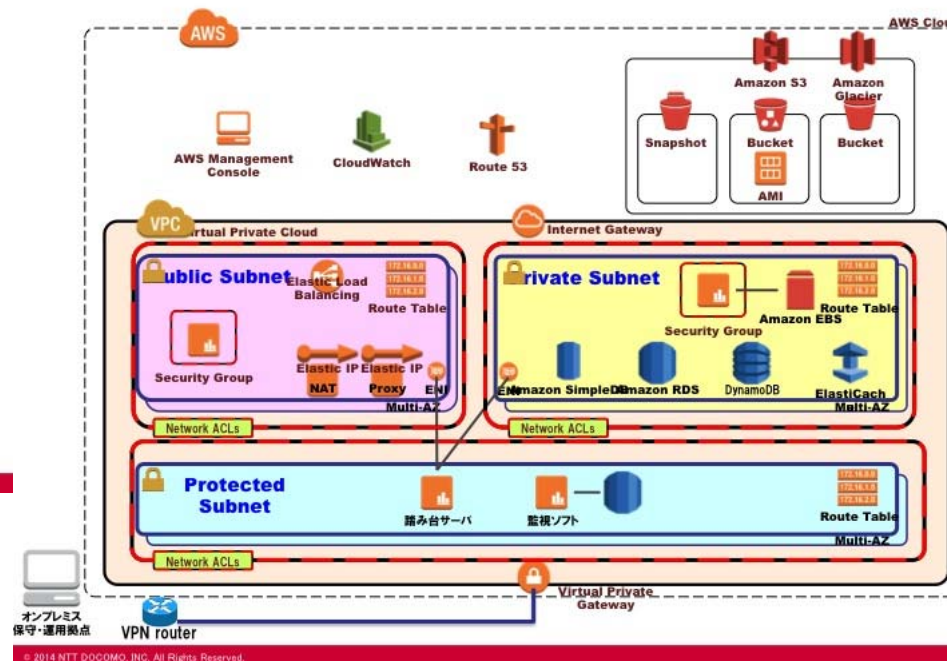 AWS Clou
AWS
Amazon S3
Amazon
Glacier
Snapshot
Bucket
Bucket
AMI
AWS Management
Console
CloudWatch
Route 53
VPC
irtual Private Cloud
Internet Gateway
ublic Subnet
Elastic Load
Balancing
172.16.0.0
172.16.1.0
172.16.2.0
Route Table
Security Group
Elastic IP
Elastic IP
NAT
Proxy
ENI
Multi-AZ
Network ACLs
rivate Subnet
Security Group
Amazon EBS
172.16.0.0
172.16.1.0
172.16.2.0
Route Table
ENI
Amazon SimpleDB
Amazon RDS
DynamoDB
ElastiCach
Multi-AZ
Network ACLs
Protected
Subnet
踏み台サーバ
監視ソフト
172.16.0.0
172.16.1.0
172.16.2.0
Route Table
Multi-AZ
Network ACLs
Virtual Private
Gateway
オンプレミス
保守・運用拠点
VPN router
© 2014 NTT DOCOMO, INC. All Rights Reserved.